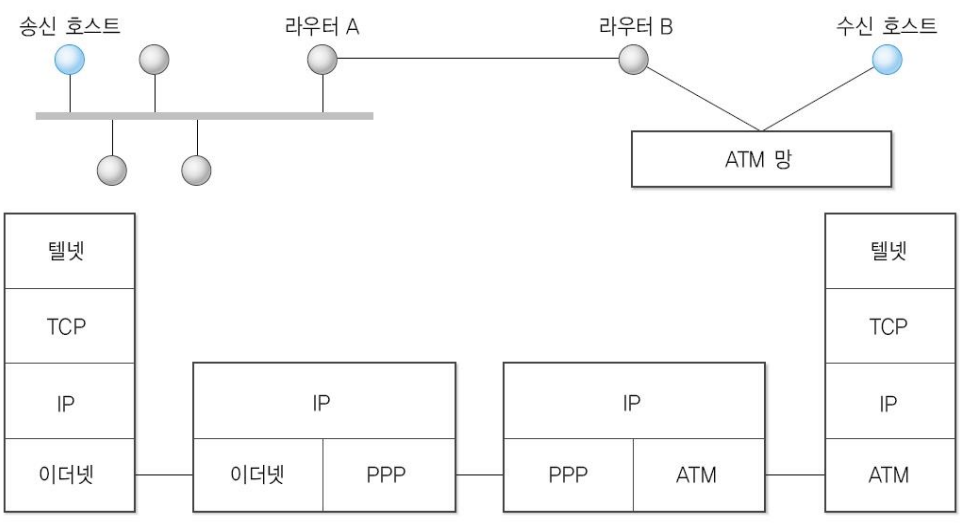 송신 호스트
라우터 A
라우터 B
수신 호스트
ATM 망
텔넷
텔넷
TCP
TCP
IP
IP
IP
IP
이더넷
이더넷
PPP
PPP
ATM
ATM